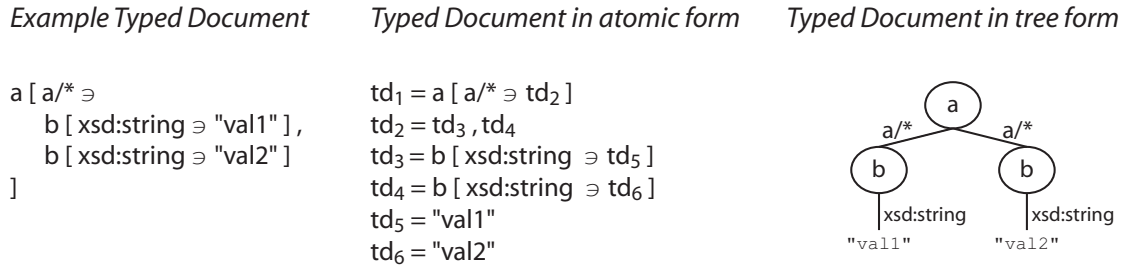 Example Typed Document
Typed Document in atomic form
Typed Document in tree form
a [ a/* ∋
b [ xsd:string ∋ "val1" ] ,
b [ xsd:string ∋ "val2" ]
]
td₁ = a [ a/* ∋ td₂ ]
td₂ = td₃ , td₄
td₃ = b [ xsd:string ∋ td₅ ]
td₄ = b [ xsd:string ∋ td₆ ]
td₅ = "val1"
td₆ = "val2"
a
a/* a/*
b b
xsd:string xsd:string
"val1" "val2"